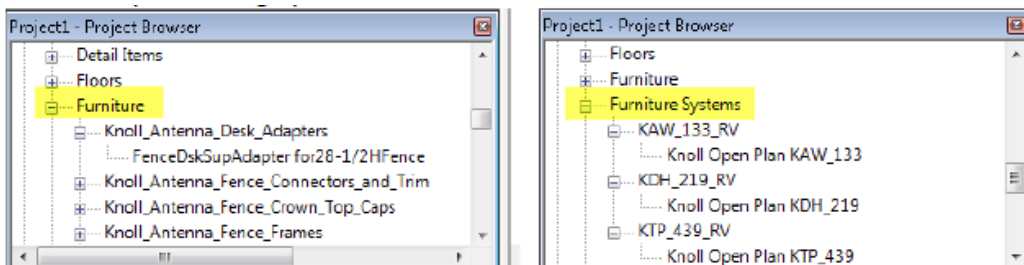 Project1 - Project Browser
Detail Items
Floors
Furniture
Knoll_Antenna_Desk_Adapters
FenceDskSupAdapter for28-1/2HFence
Knoll_Antenna_Fence_Connectors_and_Trim
Knoll_Antenna_Fence_Crown_Top_Caps
Knoll_Antenna_Fence_Frames
Project1 - Project Browser
Floors
Furniture
Furniture Systems
KAW_133_RV
Knoll Open Plan KAW_133
KDH_219_RV
Knoll Open Plan KDH_219
KTP_439_RV
Knoll Open Plan KTP_439